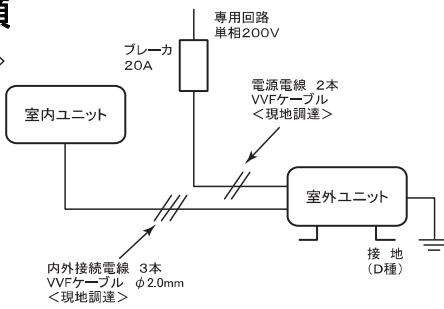 専用回路
単相200V
ブレーカ
20A
電源電線 2本
VVFケーブル
＜現地調達＞
室内ユニット
室外ユニット
接 地
(D種)
内外接続電線 3本
VVFケーブル φ2.0mm
＜現地調達＞